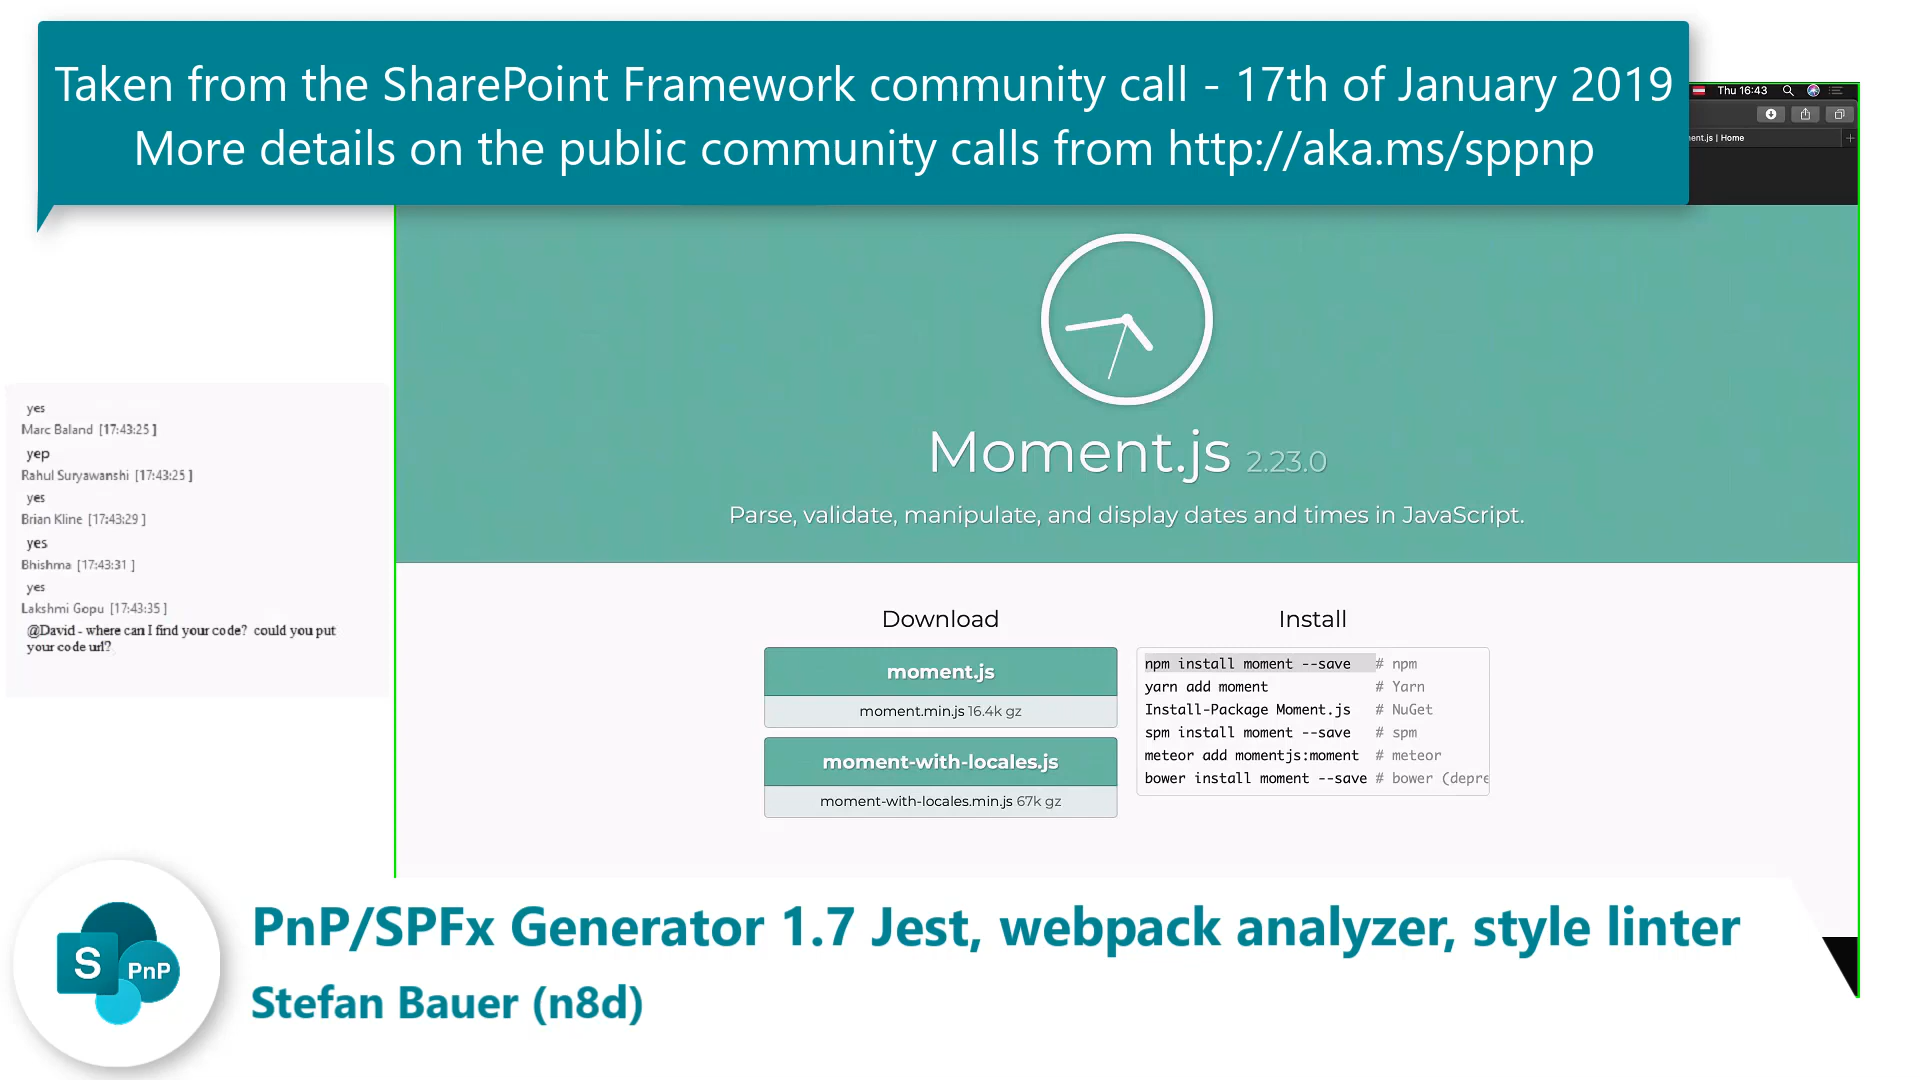 Taken from the SharePoint Framework community call - 17th of January 2019
More details on the public community calls from http://aka.ms/sppnp
Thu 16:43
ent.js | Home
Moment.js 2.23.0
Parse, validate, manipulate, and display dates and times in JavaScript.
yes
Marc Baland [17:43:25 ]
yep
Rahul Suryawanshi [17:43:25 ]
yes
Brian Kline [17:43:29 ]
yes
Bhishma [17:43:31 ]
yes
Lakshmi Gopu [17:43:35 ]
@David - where can I find your code? could you put
your code url?
Download
moment.js
moment.min.js 16.4k gz
moment-with-locales.js
moment-with-locales.min.js 67k gz
Install
npm install moment --save # npm
yarn add moment # Yarn
Install-Package Moment.js # NuGet
spm install moment --save # spm
meteor add momentjs:moment # meteor
bower install moment --save # bower (depre
S PnP
PnP/SPFx Generator 1.7 Jest, webpack analyzer, style linter
Stefan Bauer (n8d)